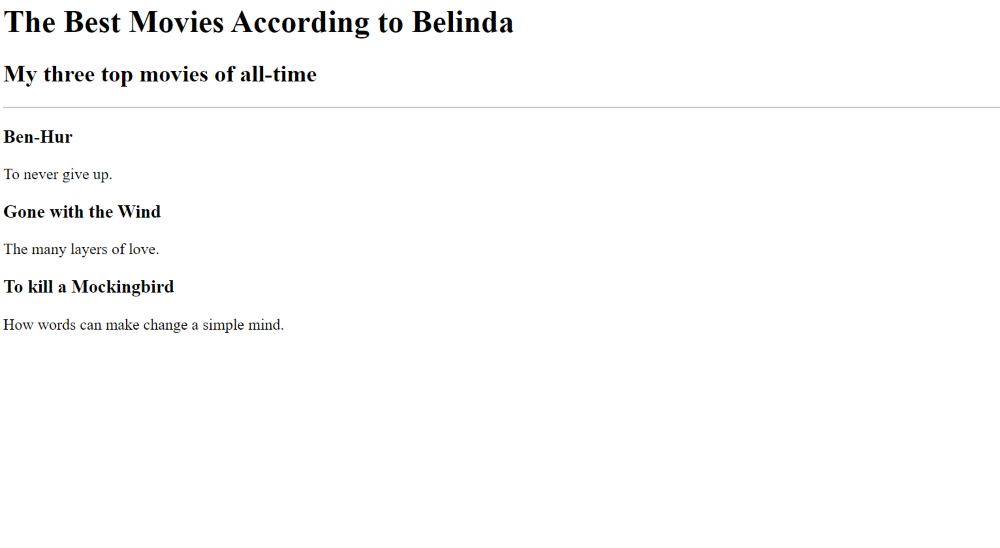 The Best Movies According to Belinda
My three top movies of all-time
Ben-Hur
To never give up.
Gone with the Wind
The many layers of love.
To kill a Mockingbird
How words can make change a simple mind.